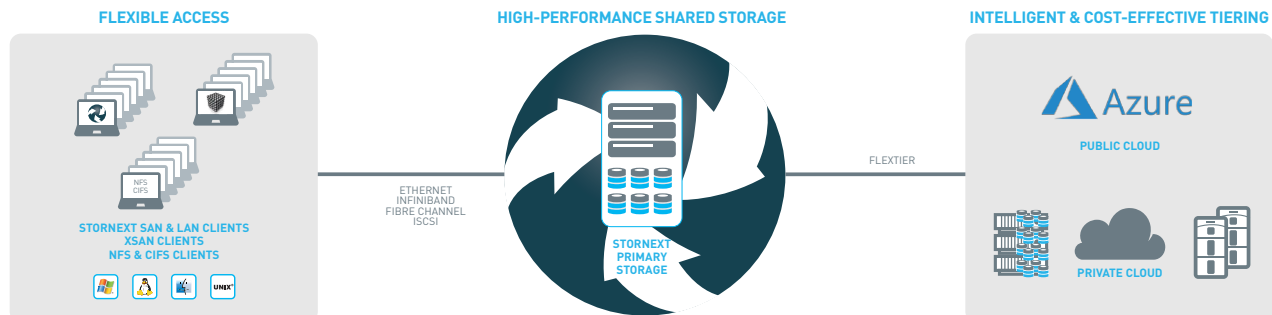 FLEXIBLE ACCESS
HIGH-PERFORMANCE SHARED STORAGE
INTELLIGENT & COST-EFFECTIVE TIERING
NFS
CIFS
STORNEXT SAN & LAN CLIENTS
XSAN CLIENTS
NFS & CIFS CLIENTS
UNIX
ETHERNET
INFINIBAND
FIBRE CHANNEL
ISCSI
STORNEXT
PRIMARY
STORAGE
FLEXTIER
Azure
PUBLIC CLOUD
PRIVATE CLOUD